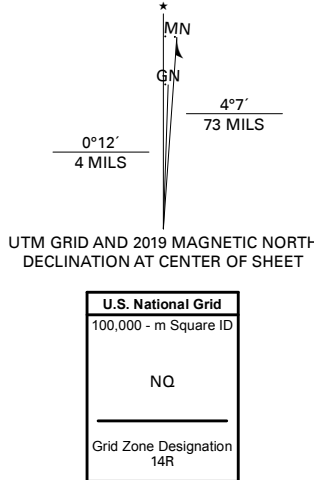 MN
GN
4°7´
73 MILS
0°12´
4 MILS
UTM GRID AND 2019 MAGNETIC NORTH
DECLINATION AT CENTER OF SHEET
U.S. National Grid
100,000 - m Square ID
NQ
Grid Zone Designation
14R